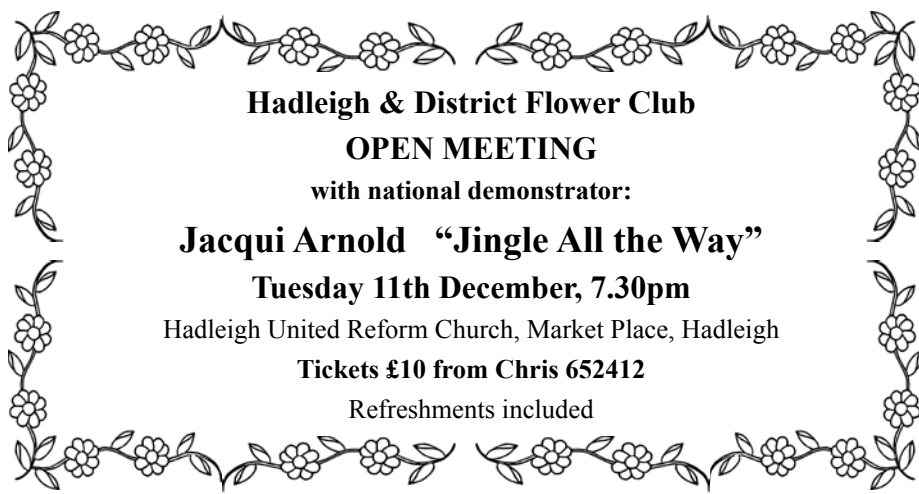 Hadleigh & District Flower Club
OPEN MEETING
with national demonstrator:
Jacqui Arnold “Jingle All the Way”
Tuesday 11th December, 7.30pm
Hadleigh United Reform Church, Market Place, Hadleigh
Tickets £10 from Chris 652412
Refreshments included